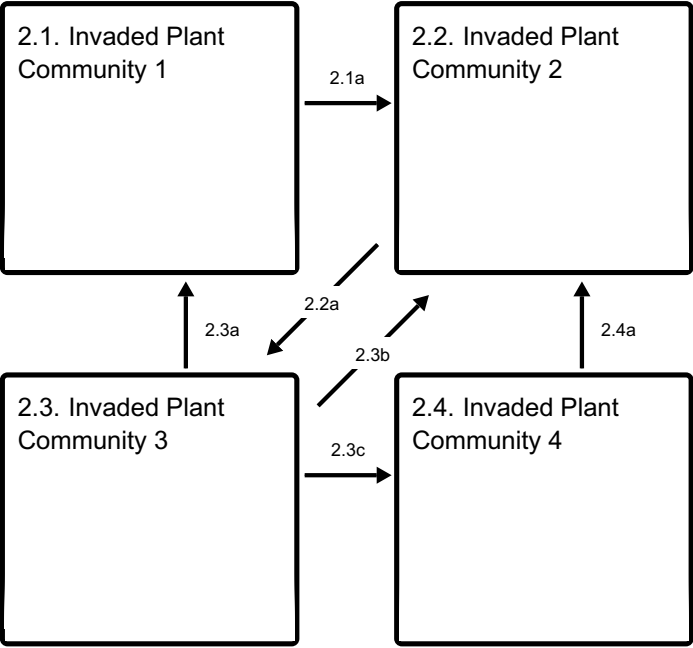 2.1. Invaded Plant
Community 1
2.1a
2.2. Invaded Plant
Community 2
2.2a
2.3a
2.3b
2.4a
2.3. Invaded Plant
Community 3
2.3c
2.4. Invaded Plant
Community 4